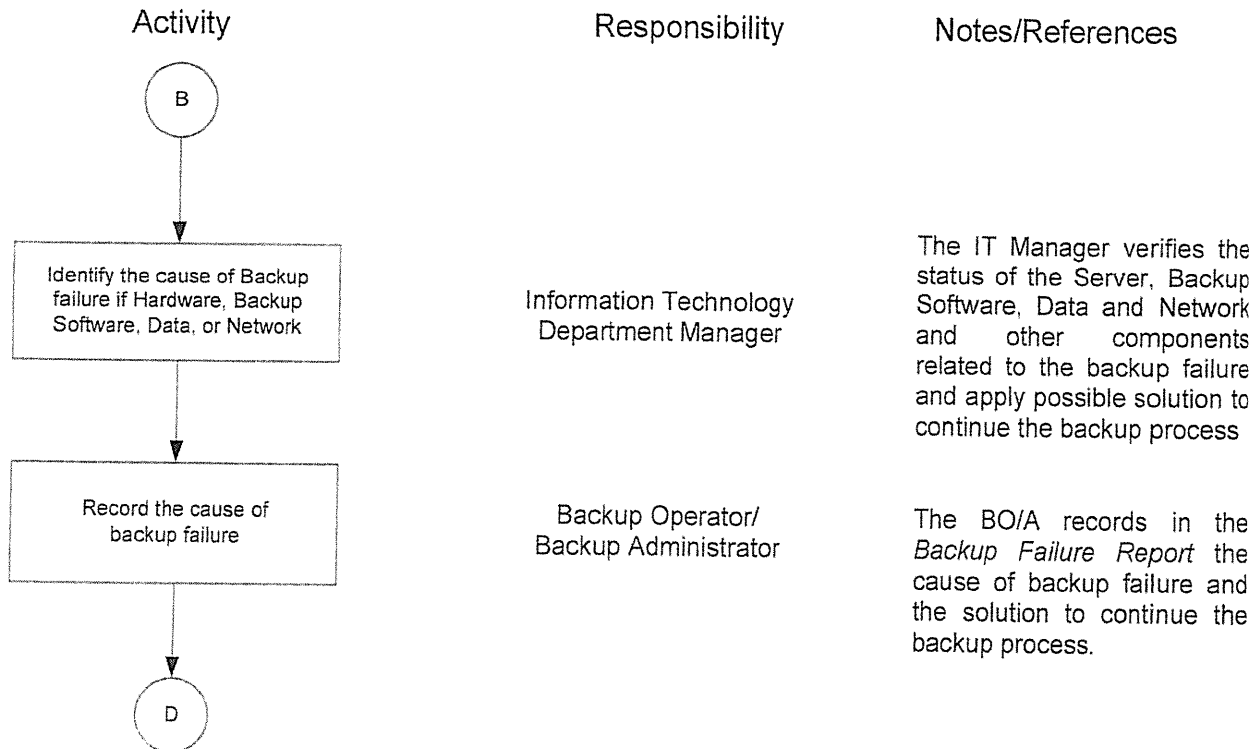 Activity
Responsibility
Notes/References
B
Identify the cause of Backup
failure if Hardware, Backup
Software, Data, or Network
Information Technology
Department Manager
The IT Manager verifies the
status of the Server, Backup
Software, Data and Network
and other components
related to the backup failure
and apply possible solution to
continue the backup process
Record the cause of
backup failure
Backup Operator/
Backup Administrator
The BO/A records in the
Backup Failure Report the
cause of backup failure and
the solution to continue the
backup process.
D